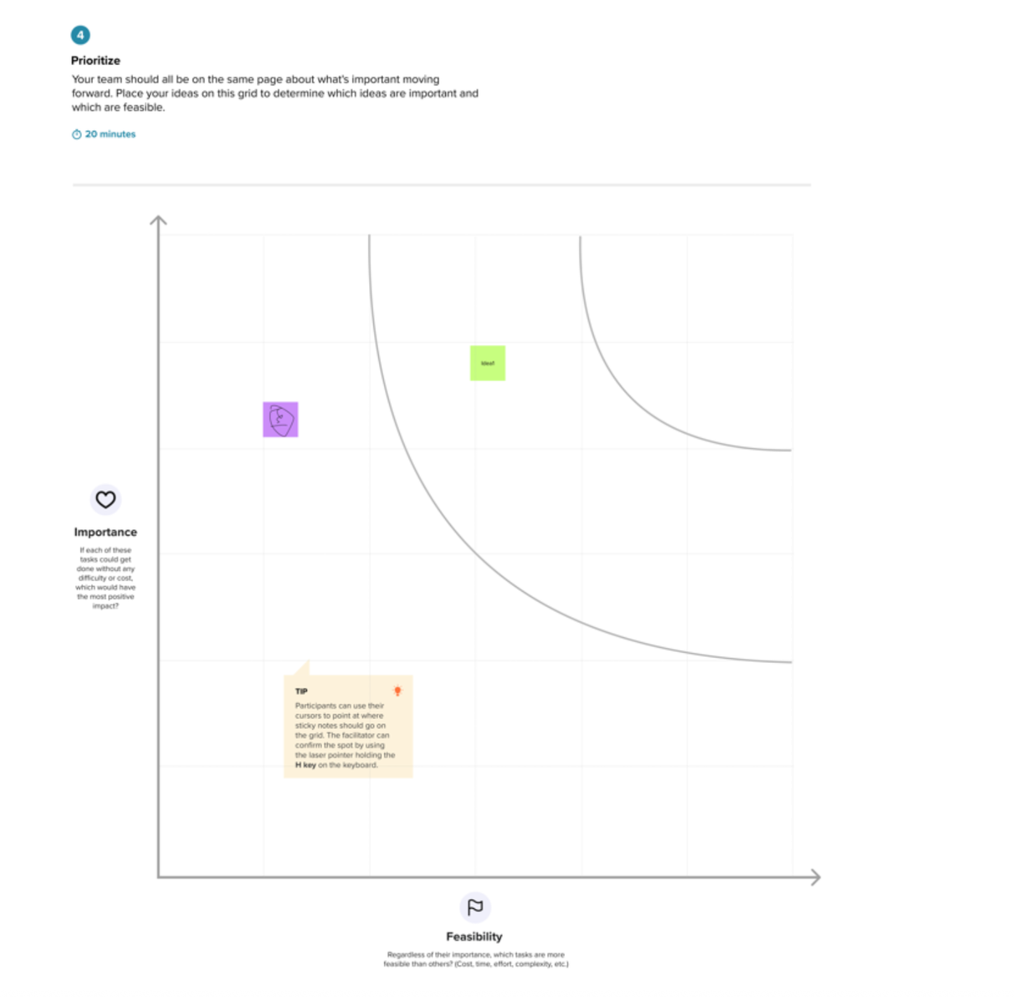 4
Prioritize
Your team should all be on the same page about what's important moving
forward. Place your ideas on this grid to determine which ideas are important and
which are feasible.
20 minutes
Importance
If each of these
tasks could get
done without any
difficulty or cost,
which would have
the most positive
impact?
TIP
Participants can use their
cursors to point at where
sticky notes should go on
the grid. The facilitator can
confirm the spot by using
the laser pointer holding the
H key on the keyboard.
Feasibility
Regardless of their importance, which tasks are more
feasible than others? (Cost, time, effort, complexity, etc.)